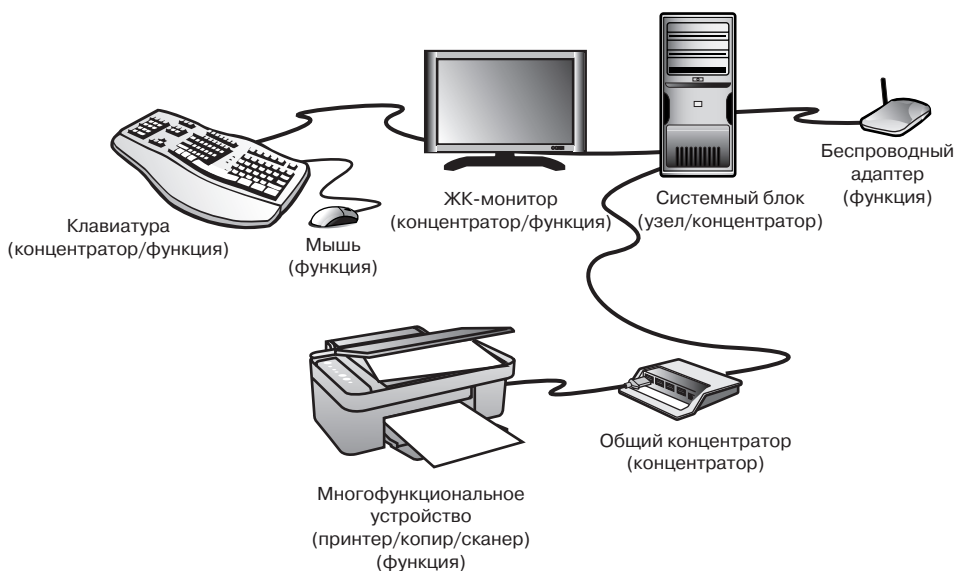 Беспроводный
адаптер
(функция)
ЖК-монитор
(концентратор/функция)
Системный блок
(узел/концентратор)
Клавиатура
(концентратор/функция)
Мышь
(функция)
Общий концентратор
(концентратор)
Многофункциональное
устройство
(принтер/копир/сканер)
(функция)